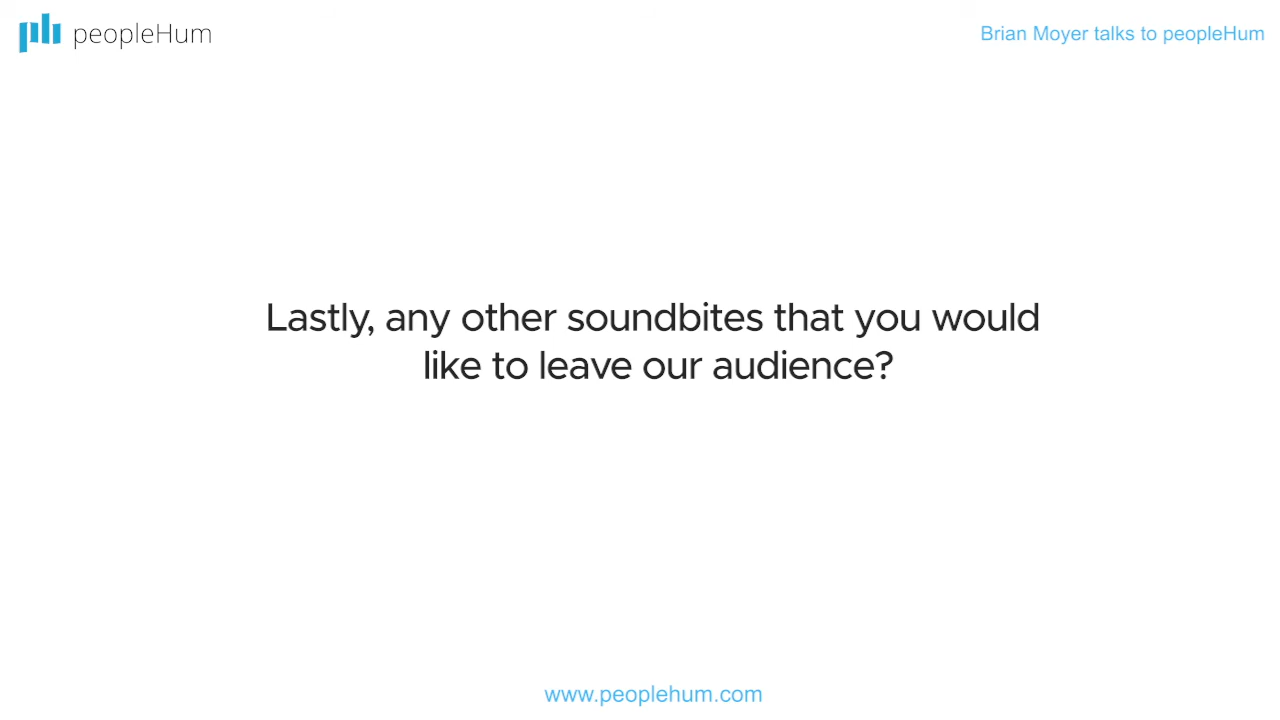 peopleHum
Brian Moyer talks to peopleHum
Lastly, any other soundbites that you would
like to leave our audience?
www.peoplehum.com